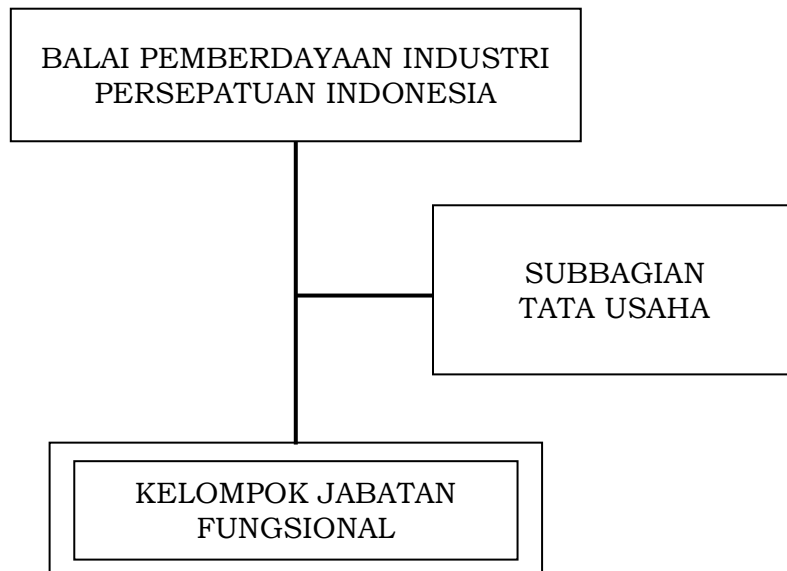 BALAI PEMBERDAYAAN INDUSTRI
PERSEPATUAN INDONESIA
SUBBAGIAN
TATA USAHA
KELOMPOK JABATAN
FUNGSIONAL